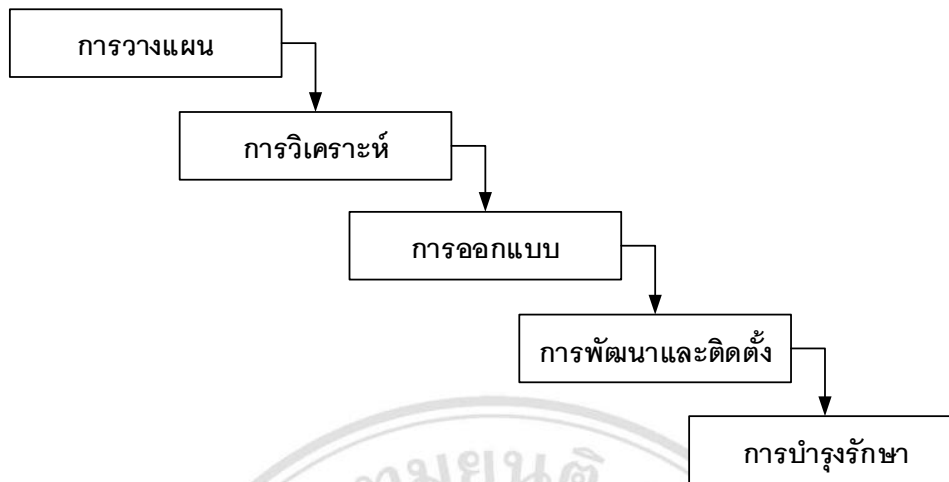 การวางแผน
การวิเคราะห์
การออกแบบ
การพัฒนาและติดตั้ง
การบำรุงรักษา